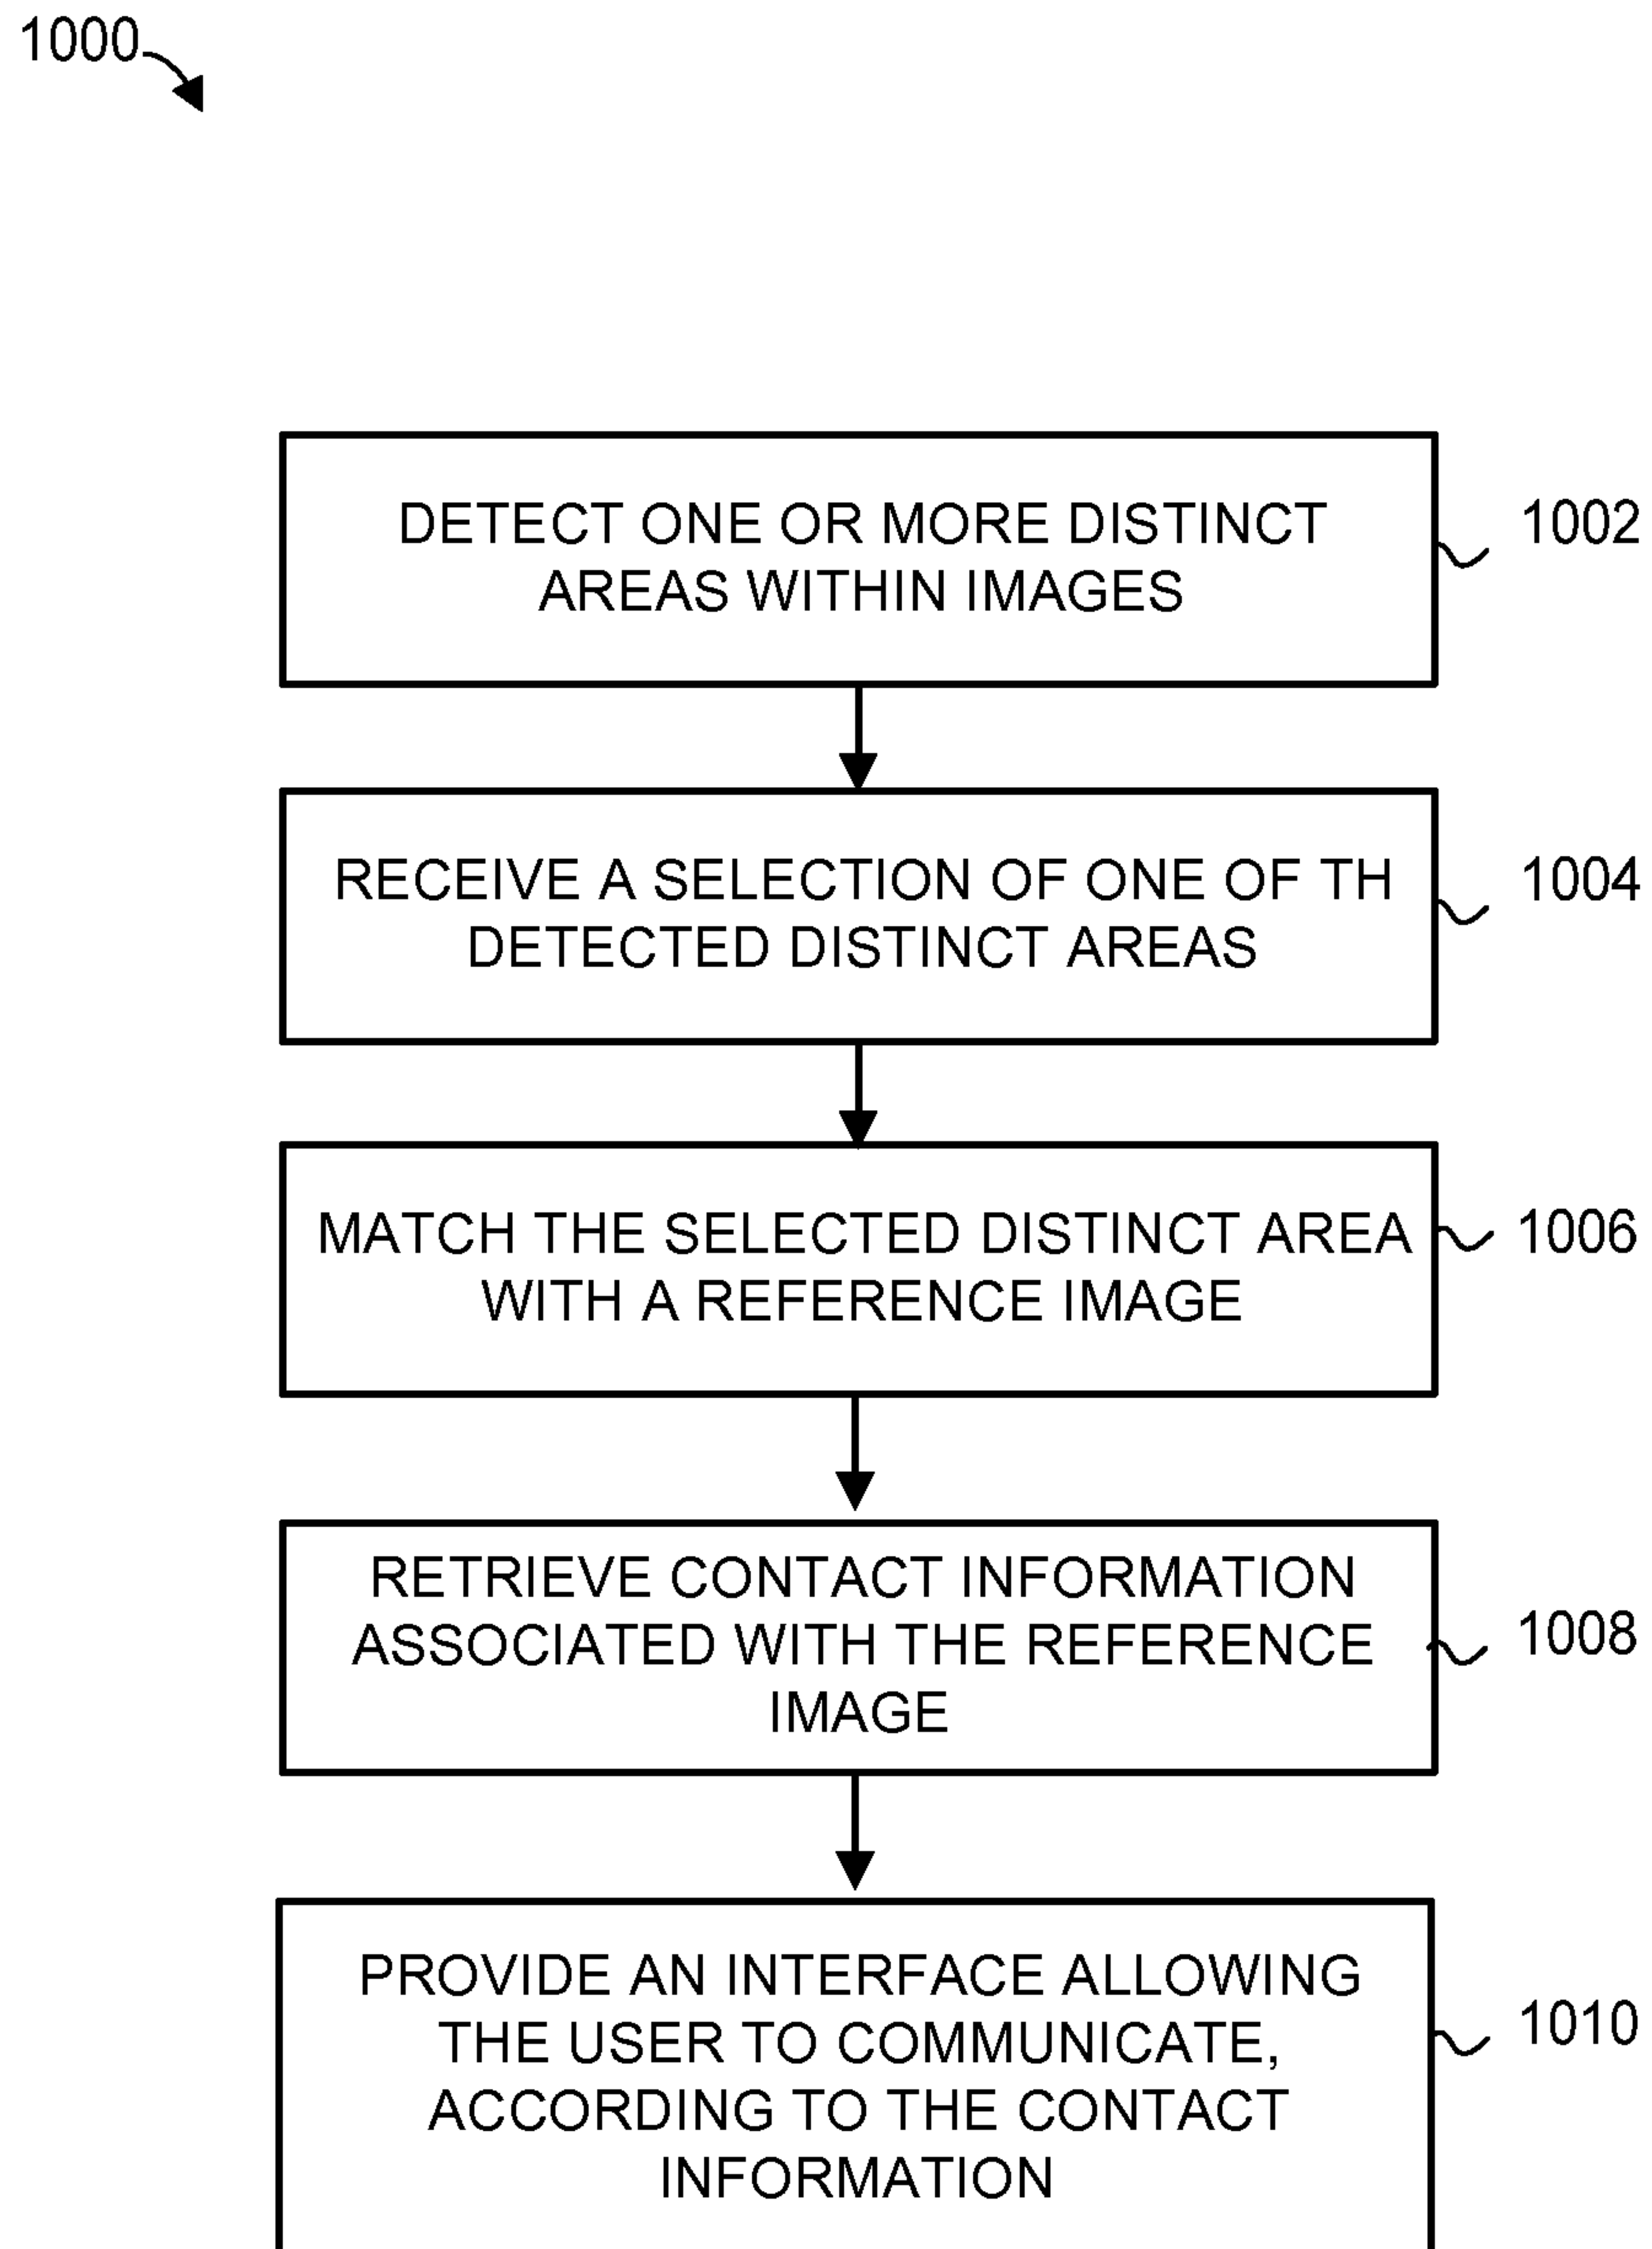 1000
DETECT ONE OR MORE DISTINCT
AREAS WITHIN IMAGES
1002
RECEIVE A SELECTION OF ONE OF TH
DETECTED DISTINCT AREAS
1004
MATCH THE SELECTED DISTINCT AREA
WITH A REFERENCE IMAGE
1006
RETRIEVE CONTACT INFORMATION
ASSOCIATED WITH THE REFERENCE
IMAGE
1008
PROVIDE AN INTERFACE ALLOWING
THE USER TO COMMUNICATE,
ACCORDING TO THE CONTACT
INFORMATION
1010